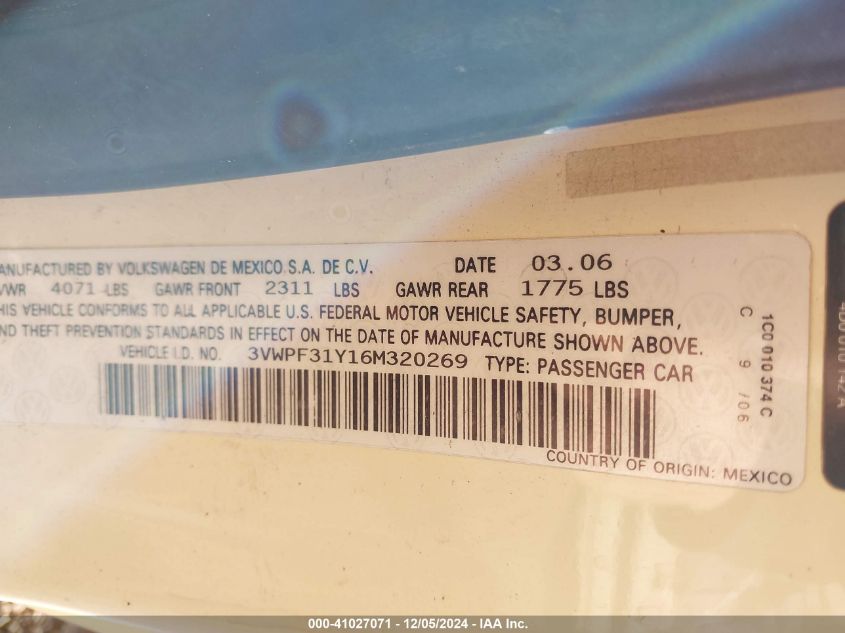 ANUFACTURED BY VOLKSWAGEN DE MEXICO S.A. DE C.V. DATE 03.06
VWR 4071 LBS GAWR FRONT 2311 LBS GAWR REAR 1775 LBS
HIS VEHICLE CONFORMS TO ALL APPLICABLE U.S. FEDERAL MOTOR VEHICLE SAFETY, BUMPER,
ND THEFT PREVENTION STANDARDS IN EFFECT ON THE DATE OF MANUFACTURE SHOWN ABOVE.
VEHICLE I.D. NO. 3VWPF31Y16M320269 TYPE: PASSENGER CAR
COUNTRY OF ORIGIN: MEXICO
C 9 /06
1C0 010 374 C
000-41027071 - 12/05/2024 - IAA Inc.